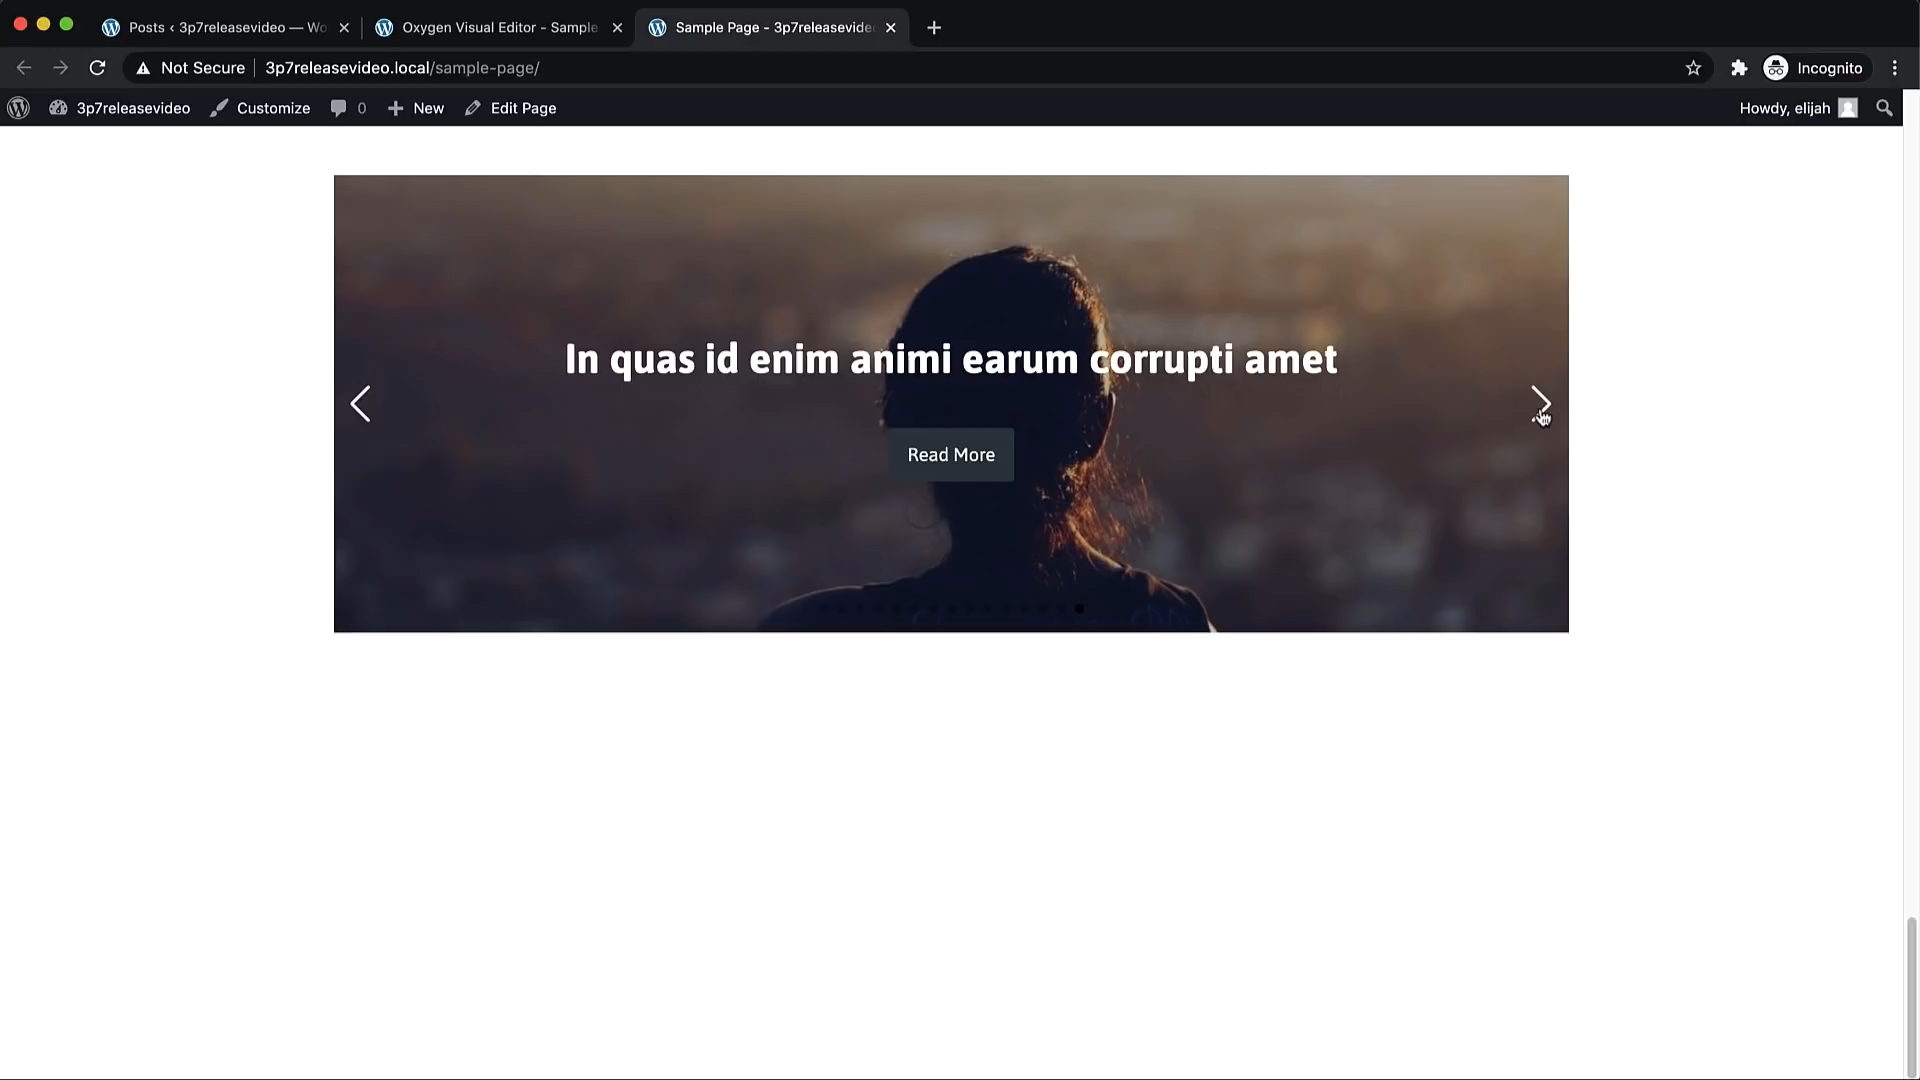 Posts ‹ 3p7releasevideo — Wo
Oxygen Visual Editor - Sample
Sample Page - 3p7releasevide
Not Secure
3p7releasevideo.local/sample-page/
Incognito
3p7releasevideo
Customize
0
New
Edit Page
Howdy, elijah
In quas id enim animi earum corrupti amet
Read More